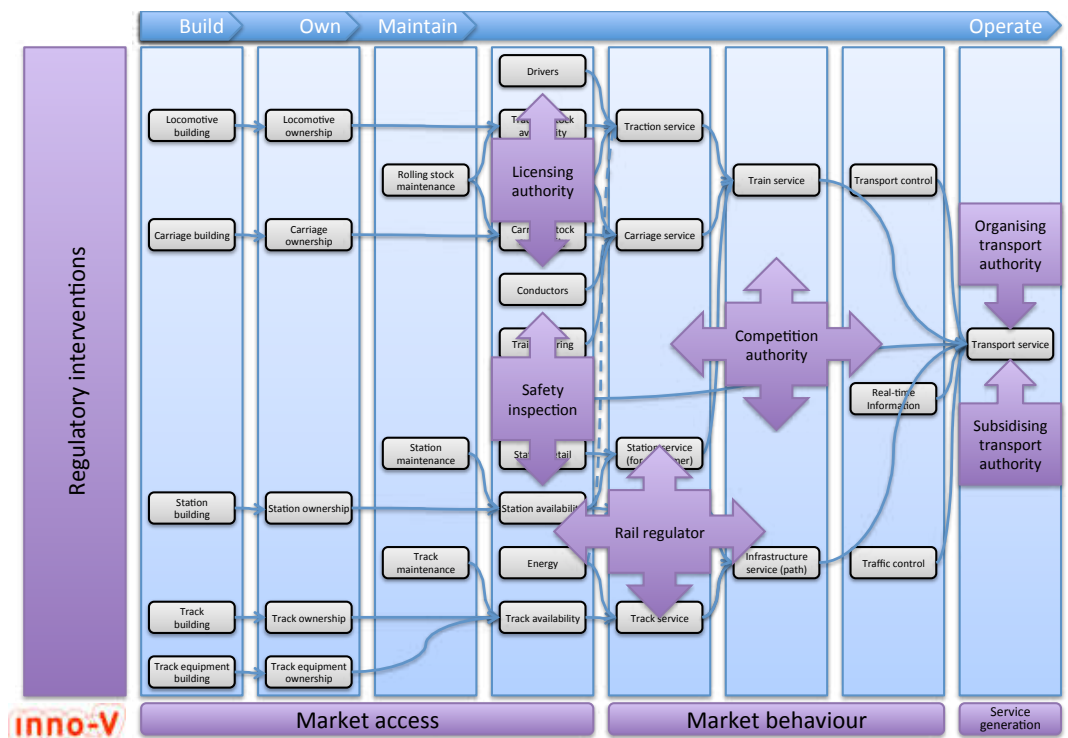 Build
Own
Maintain
Operate
Regulatory interventions
Drivers
Locomotive
building
Locomotive
ownership
Traction service
Rolling stock
maintenance
Licensing
authority
Train service
Transport control
Carriage building
Carriage
ownership
Carriage service
Organising
transport
authority
Conductors
Competition
authority
Transport service
Safety
inspection
Real-time
Information
Subsidising
transport
authority
Station
maintenance
Station service
Station
building
Station ownership
Station availability
Rail regulator
Track
maintenance
Energy
Infrastructure
service (path)
Traffic control
Track
building
Track ownership
Track availability
Track service
Track equipment
building
Track equipment
ownership
inno-V
Market access
Market behaviour
Service
generation